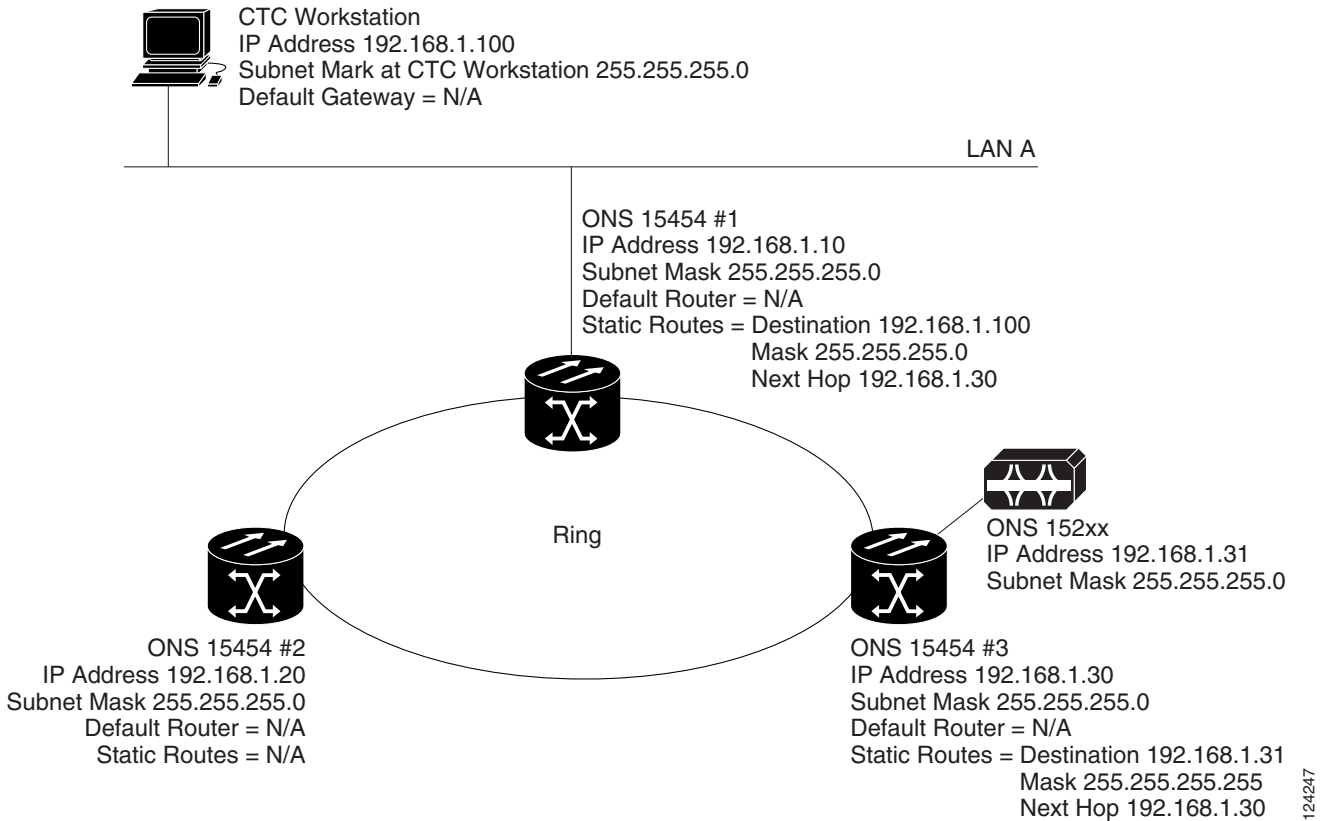 CTC Workstation
IP Address 192.168.1.100
Subnet Mark at CTC Workstation 255.255.255.0
Default Gateway = N/A
LAN A
ONS 15454 #1
IP Address 192.168.1.10
Subnet Mask 255.255.255.0
Default Router = N/A
Static Routes = Destination 192.168.1.100
Mask 255.255.255.0
Next Hop 192.168.1.30
Ring
ONS 152xx
IP Address 192.168.1.31
Subnet Mask 255.255.255.0
ONS 15454 #2
IP Address 192.168.1.20
Subnet Mask 255.255.255.0
Default Router = N/A
Static Routes = N/A
ONS 15454 #3
IP Address 192.168.1.30
Subnet Mask 255.255.255.0
Default Router = N/A
Static Routes = Destination 192.168.1.31
Mask 255.255.255.255
Next Hop 192.168.1.30
124247